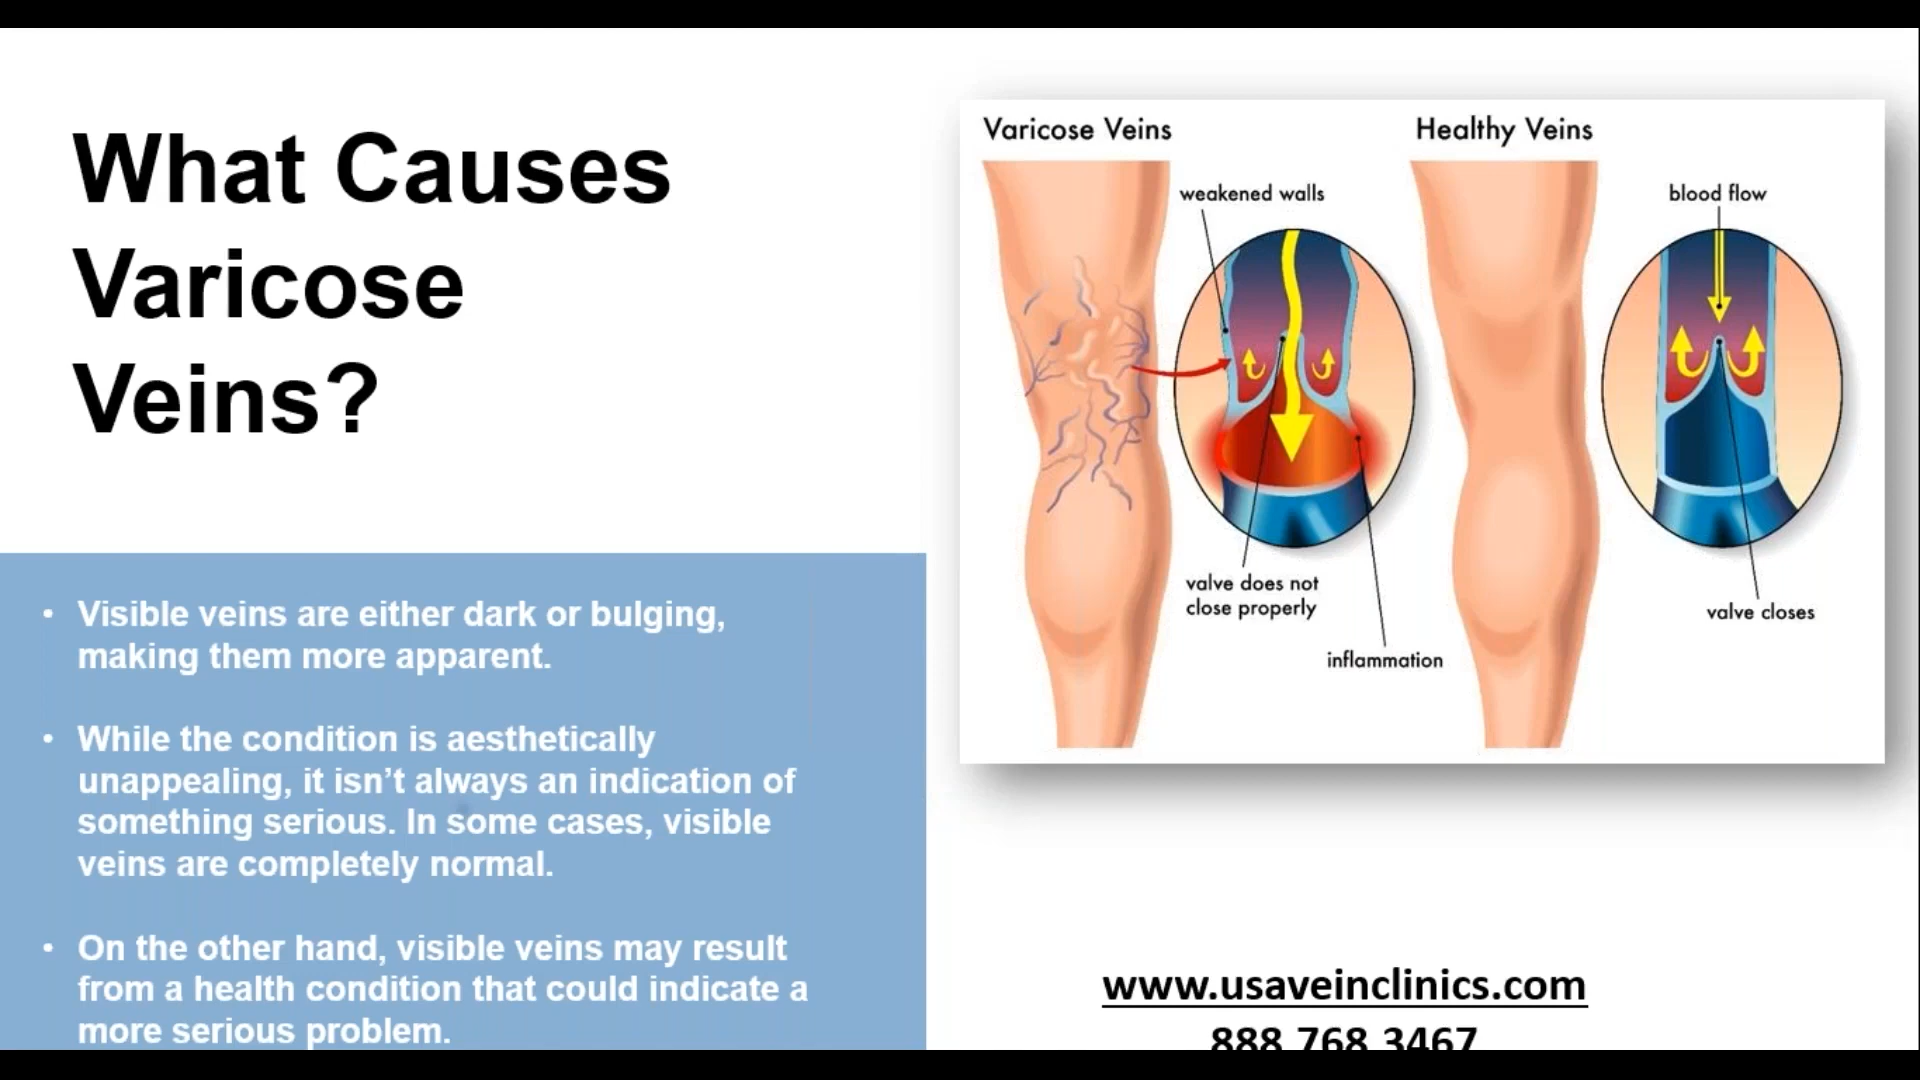 What Causes
Varicose
Veins?
• Visible veins are either dark or bulging,
making them more apparent.
• While the condition is aesthetically
unappealing, it isn’t always an indication of
something serious. In some cases, visible
veins are completely normal.
• On the other hand, visible veins may result
from a health condition that could indicate a
more serious problem.
Varicose Veins
weakened walls
valve does not
close properly
inflammation
Healthy Veins
blood flow
valve closes
www.usaveinclinics.com
888.768.3467